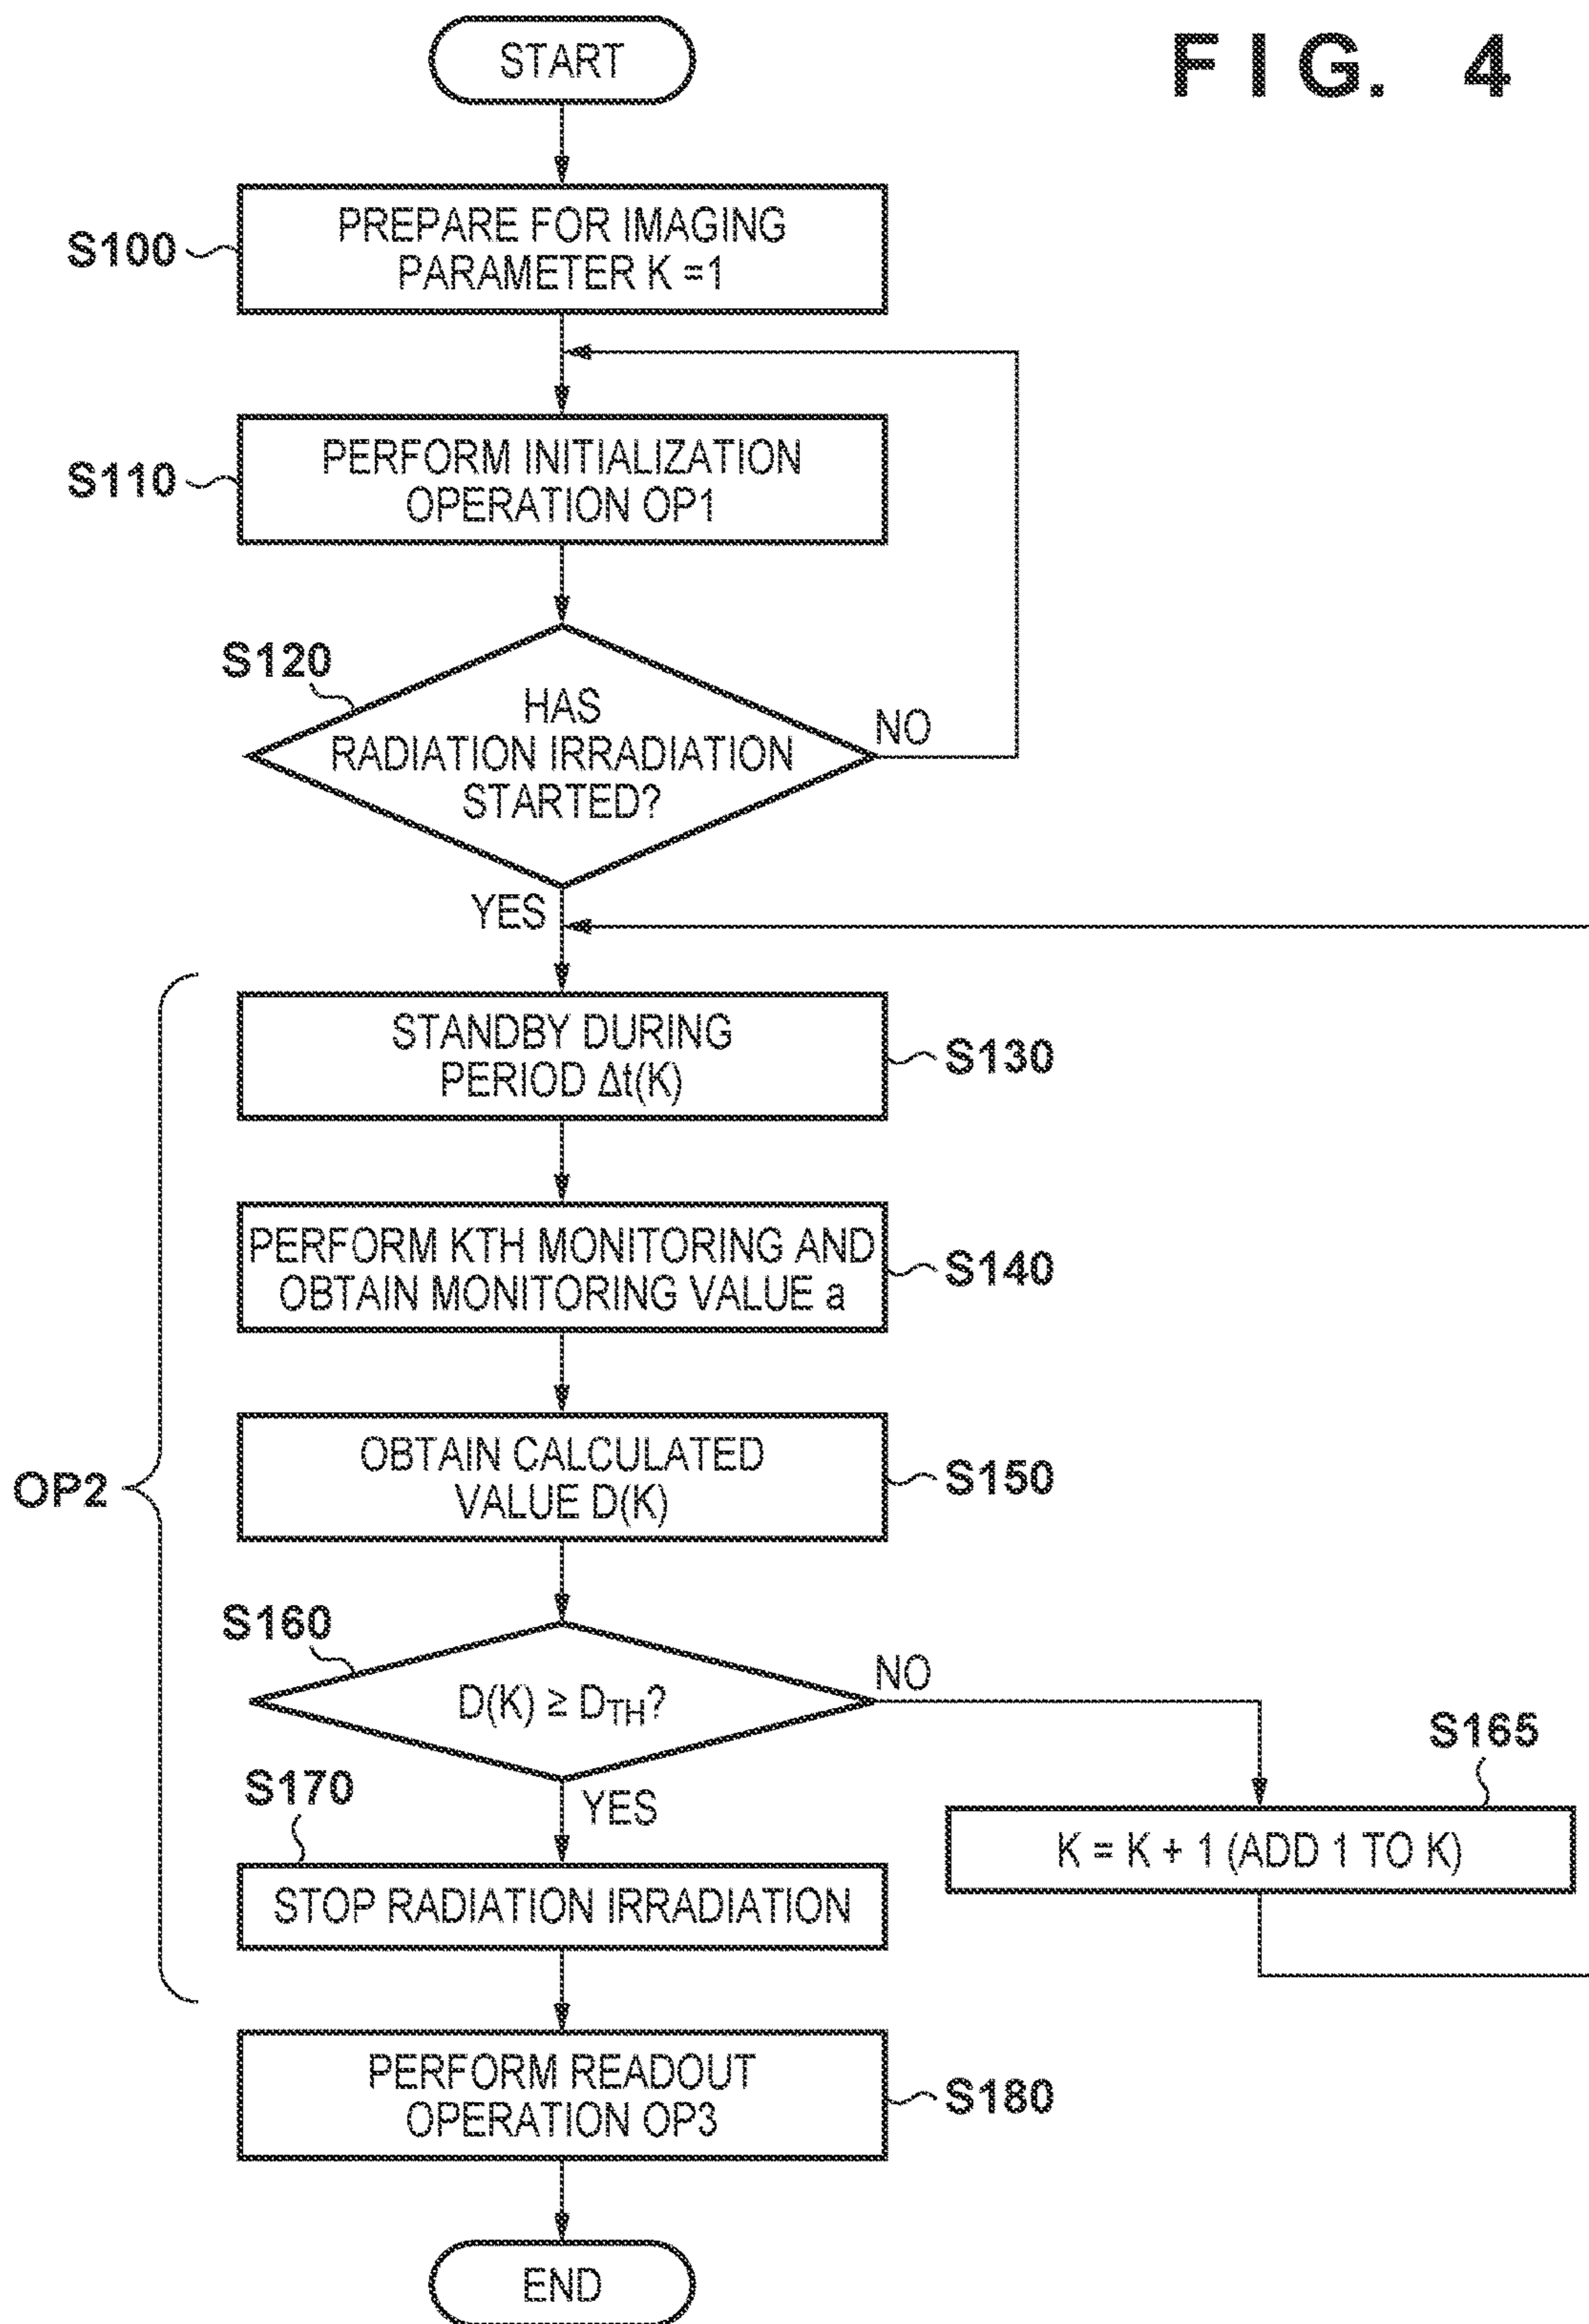 FIG. 4
START
S100
PREPARE FOR IMAGING
PARAMETER K =1
S110
PERFORM INITIALIZATION
OPERATION OP1
S120
HAS
RADIATION IRRADIATION
STARTED?
NO
YES
STANDBY DURING
PERIOD Δt(K)
S130
PERFORM KTH MONITORING AND
OBTAIN MONITORING VALUE a
S140
OP2
OBTAIN CALCULATED
VALUE D(K)
S150
S160
D(K) ≥ DTH?
NO
YES
S165
K = K + 1 (ADD 1 TO K)
S170
STOP RADIATION IRRADIATION
PERFORM READOUT
OPERATION OP3
S180
END